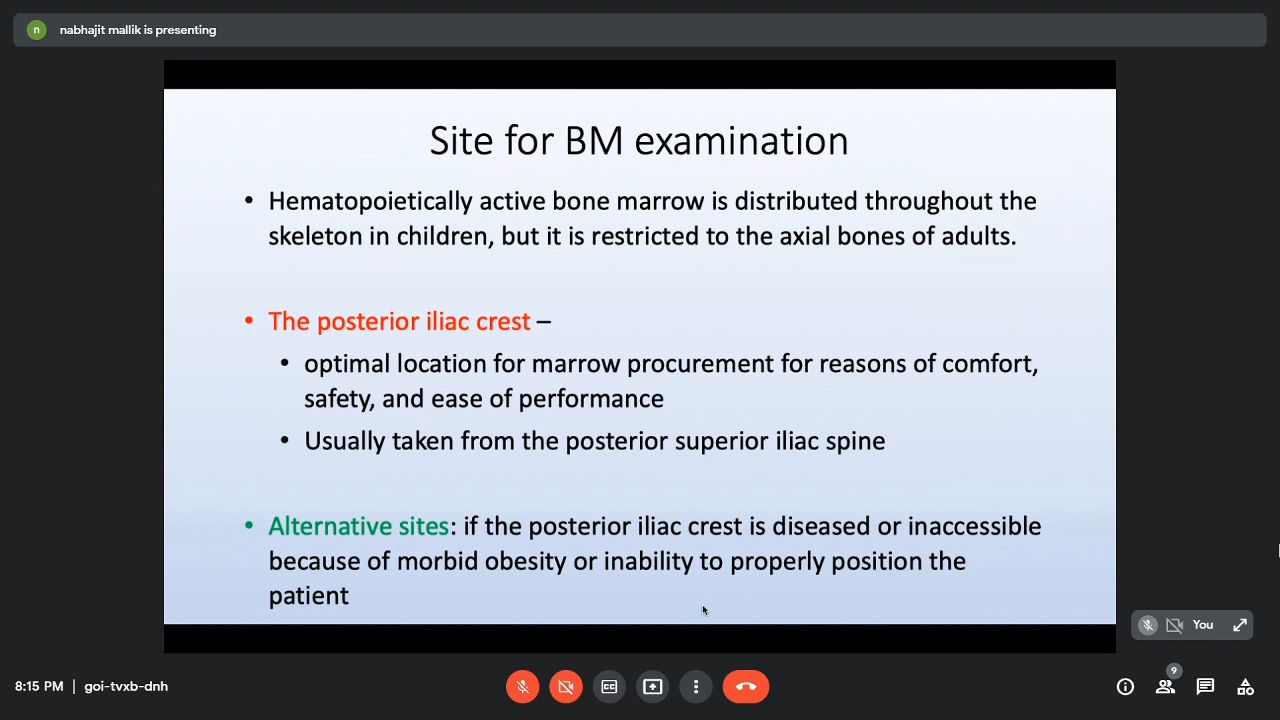 n
nabhajit mallik is presenting
Site for BM examination
• Hematopoietically active bone marrow is distributed throughout the
skeleton in children, but it is restricted to the axial bones of adults.
• The posterior iliac crest –
• optimal location for marrow procurement for reasons of comfort,
safety, and ease of performance
• Usually taken from the posterior superior iliac spine
• Alternative sites: if the posterior iliac crest is diseased or inaccessible
because of morbid obesity or inability to properly position the
patient
You
8:15 PM | goi-tvxb-dnh
CC
9